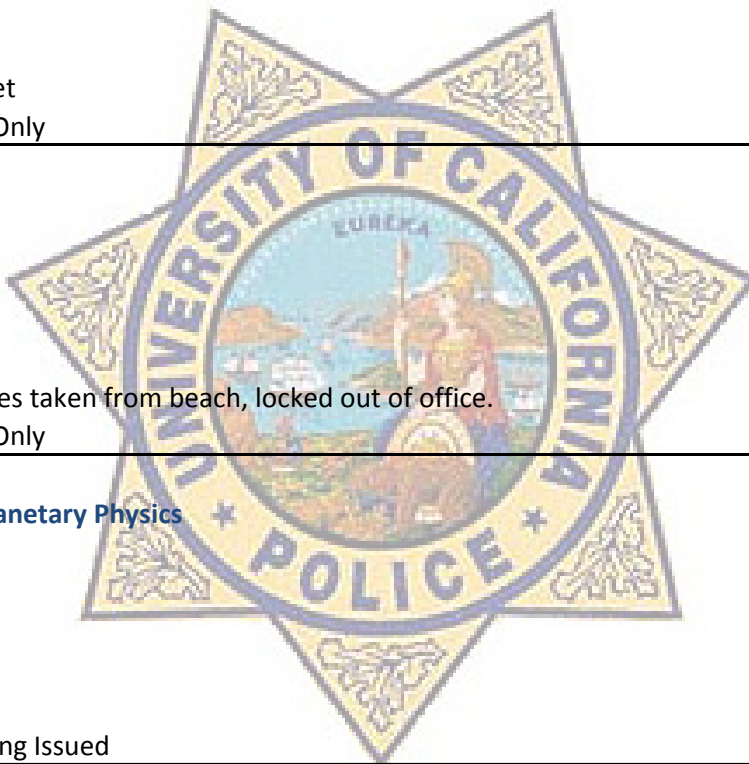 et
Only
UNIVERSITY OF CALIFORNIA
EUREKA
es taken from beach, locked out of office.
Only
anetary Physics
POLICE
ng Issued